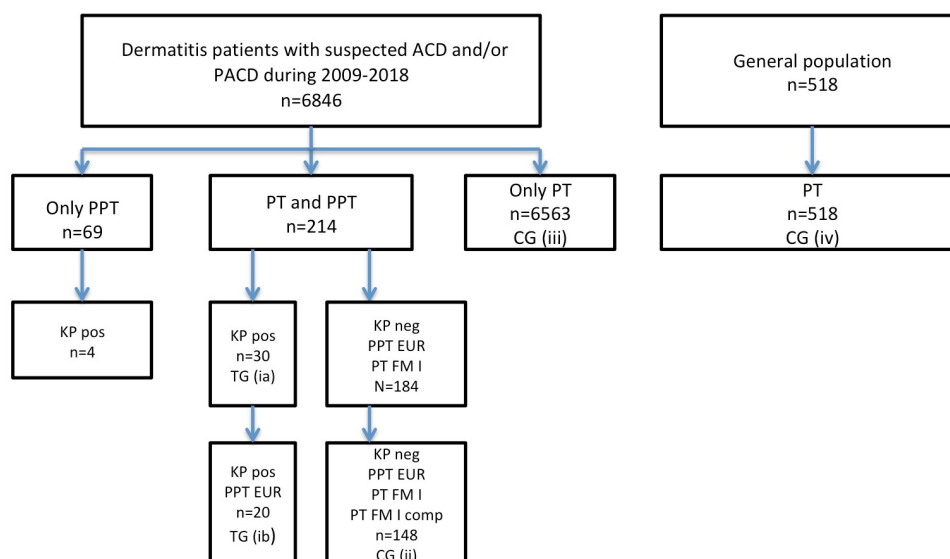 Dermatitis patients with suspected ACD and/or
PACD during 2009-2018
n=6846
General population
n=518
Only PPT
n=69
PT and PPT
n=214
Only PT
n=6563
CG (iii)
PT
n=518
CG (iv)
KP pos
n=4
KP pos
n=30
TG (ia)
KP neg
PPT EUR
PT FM I
N=184
KP pos
PPT EUR
n=20
TG (ib)
KP neg
PPT EUR
PT FM I
PT FM I comp
n=148
CG (ii)